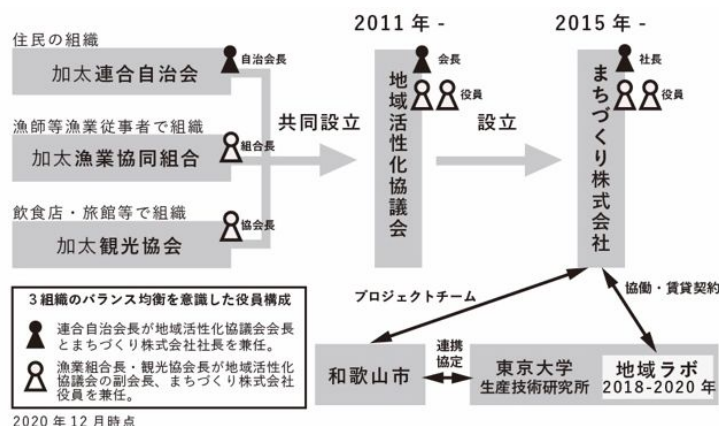 2011 年 -
2015 年 -
住民の組織
加太連合自治会
自治会長
漁師等漁業従事者で組織
加太漁業協同組合
組合長
飲食店・旅館等で組織
加太観光協会
協会長
共同設立
会長
役員
地域活性化協議会
設立
社長
役員
まちづくり株式会社
3組織のバランス均衡を意識した役員構成
連合自治会長が地域活性化協議会会長
とまちづくり株式会社社長を兼任。
漁業組合長・観光協会長が地域活性化
協議会の副会長、まちづくり株式会社
役員を兼任。
2020 年 12 月時点
プロジェクトチーム
協働・賃貸契約
和歌山市
連携
協定
東京大学
生産技術研究所
地域ラボ
2018-2020 年